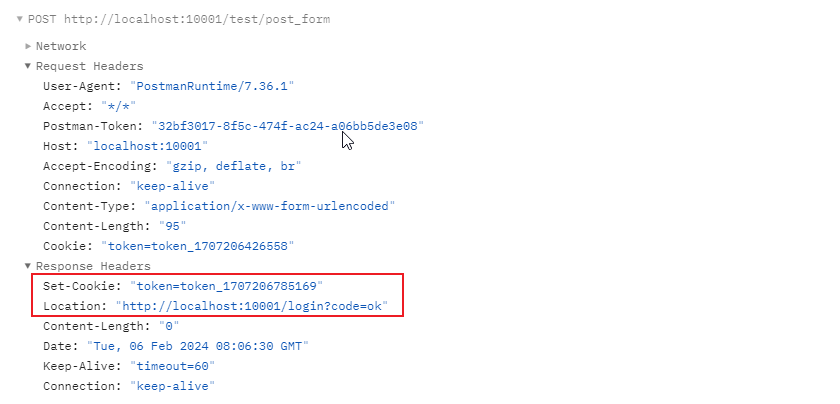 ▼ POST http://localhost:10001/test/post_form
▶ Network
▼ Request Headers
User-Agent: "PostmanRuntime/7.36.1"
Accept: "*/*"
Postman-Token: "32bf3017-8f5c-474f-ac24-a06bb5de3e08"
Host: "localhost:10001"
Accept-Encoding: "gzip, deflate, br"
Connection: "keep-alive"
Content-Type: "application/x-www-form-urlencoded"
Content-Length: "95"
Cookie: "token=token_1707206426558"
▼ Response Headers
Set-Cookie: "token=token_1707206785169"
Location: "http://localhost:10001/login?code=ok"
Content-Length: "0"
Date: "Tue, 06 Feb 2024 08:06:30 GMT"
Keep-Alive: "timeout=60"
Connection: "keep-alive"